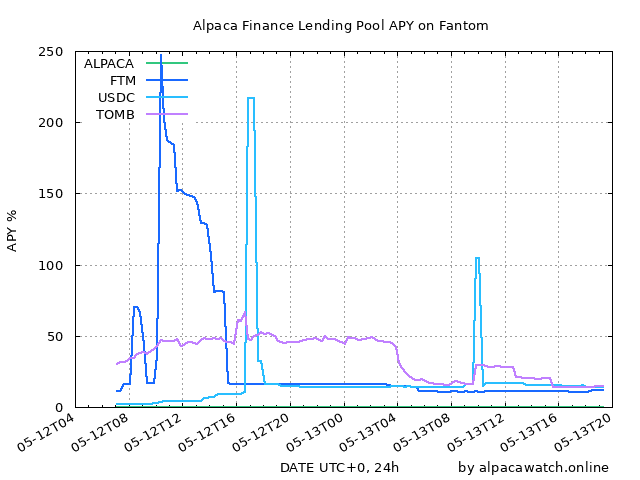 Alpaca Finance Lending Pool APY on Fantom
250
200
150
100
50
0
APY %
ALPACA
FTM
USDC
TOMB
05-12T04
05-12T08
05-12T12
05-12T16
05-12T20
05-13T00
05-13T04
05-13T08
05-13T12
05-13T16
05-13T20
DATE UTC+0, 24h
by alpacawatch.online